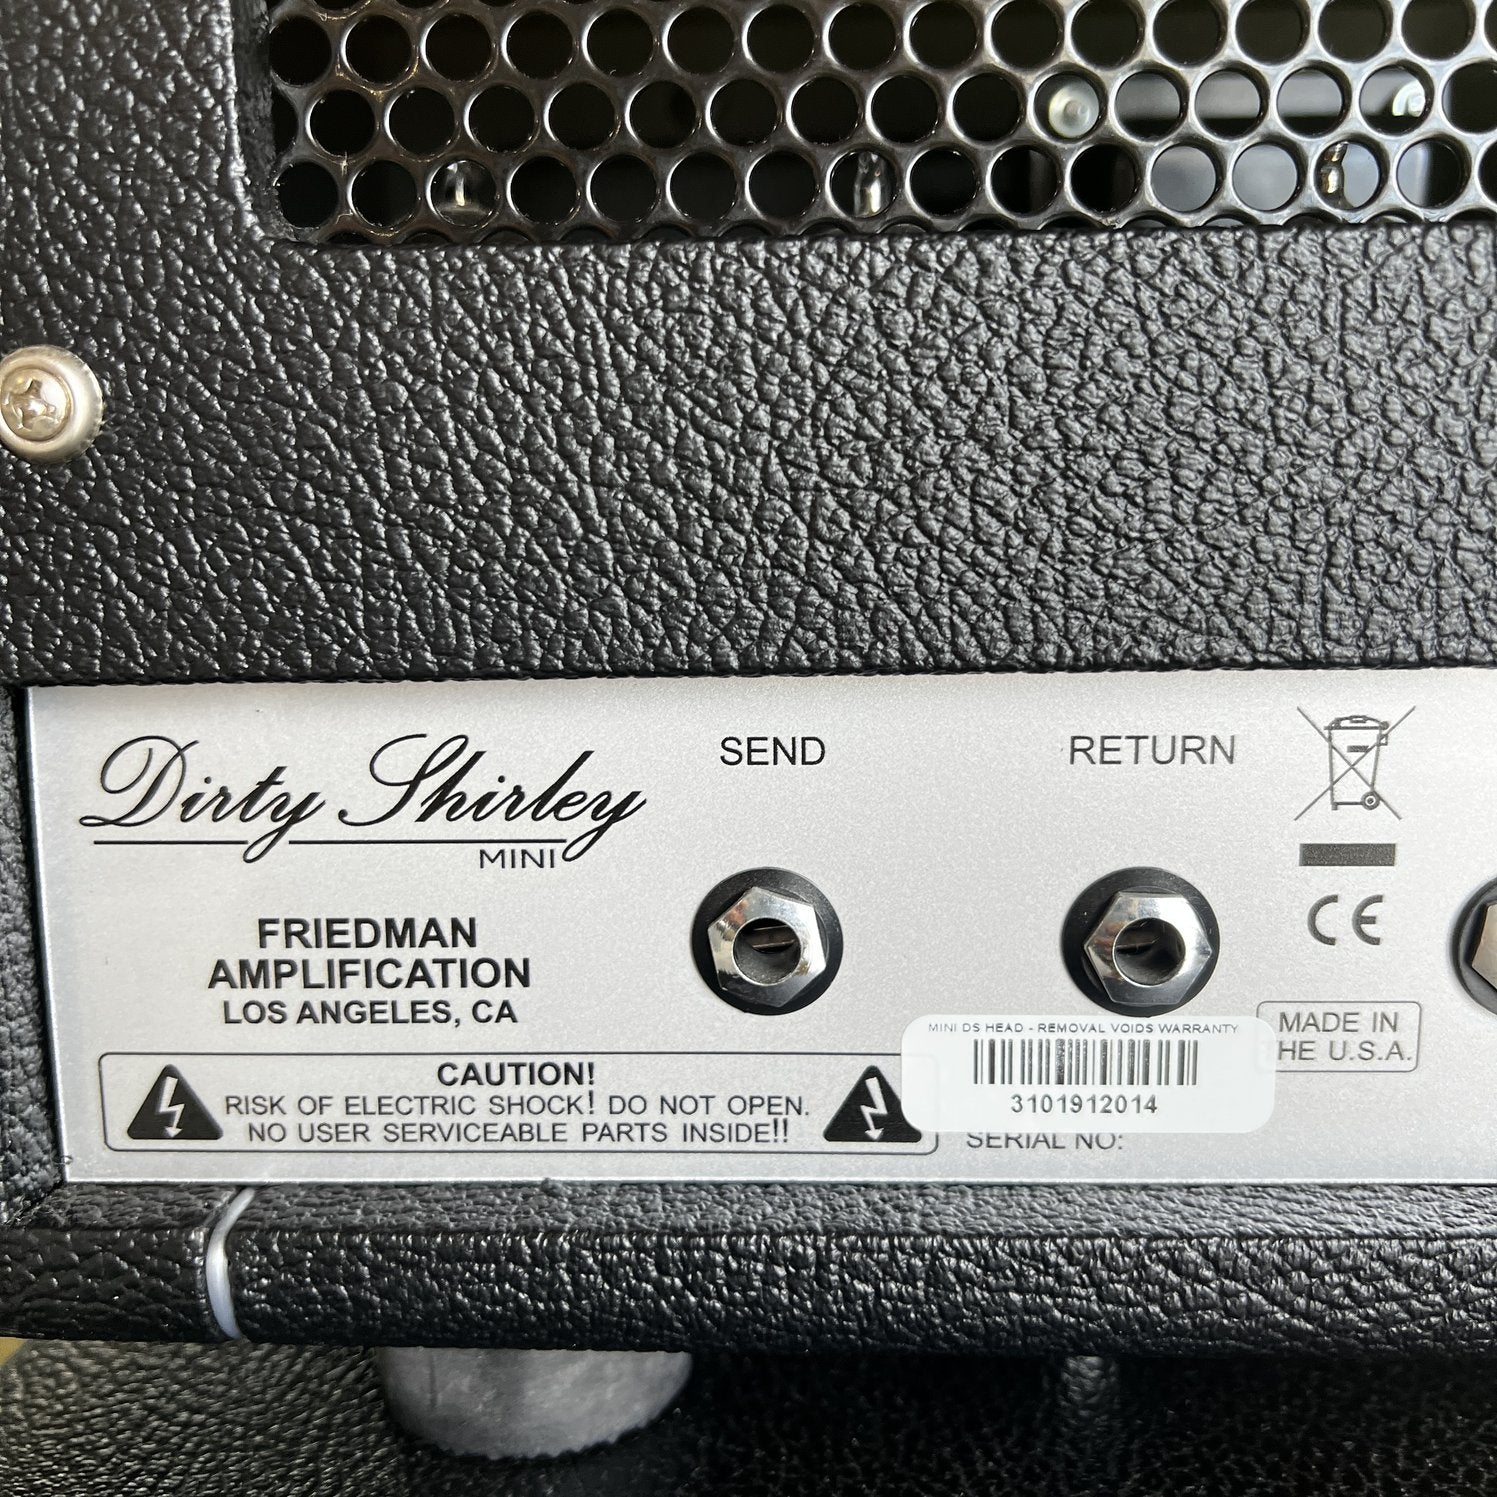 Dirty Shirley
MINI
FRIEDMAN
AMPLIFICATION
LOS ANGELES, CA
CAUTION!
RISK OF ELECTRIC SHOCK! DO NOT OPEN.
NO USER SERVICEABLE PARTS INSIDE!!
SEND
RETURN
CE
MADE IN
THE U.S.A.
MINI DS HEAD - REMOVAL VOIDS WARRANTY
3101912014
SERIAL NO: